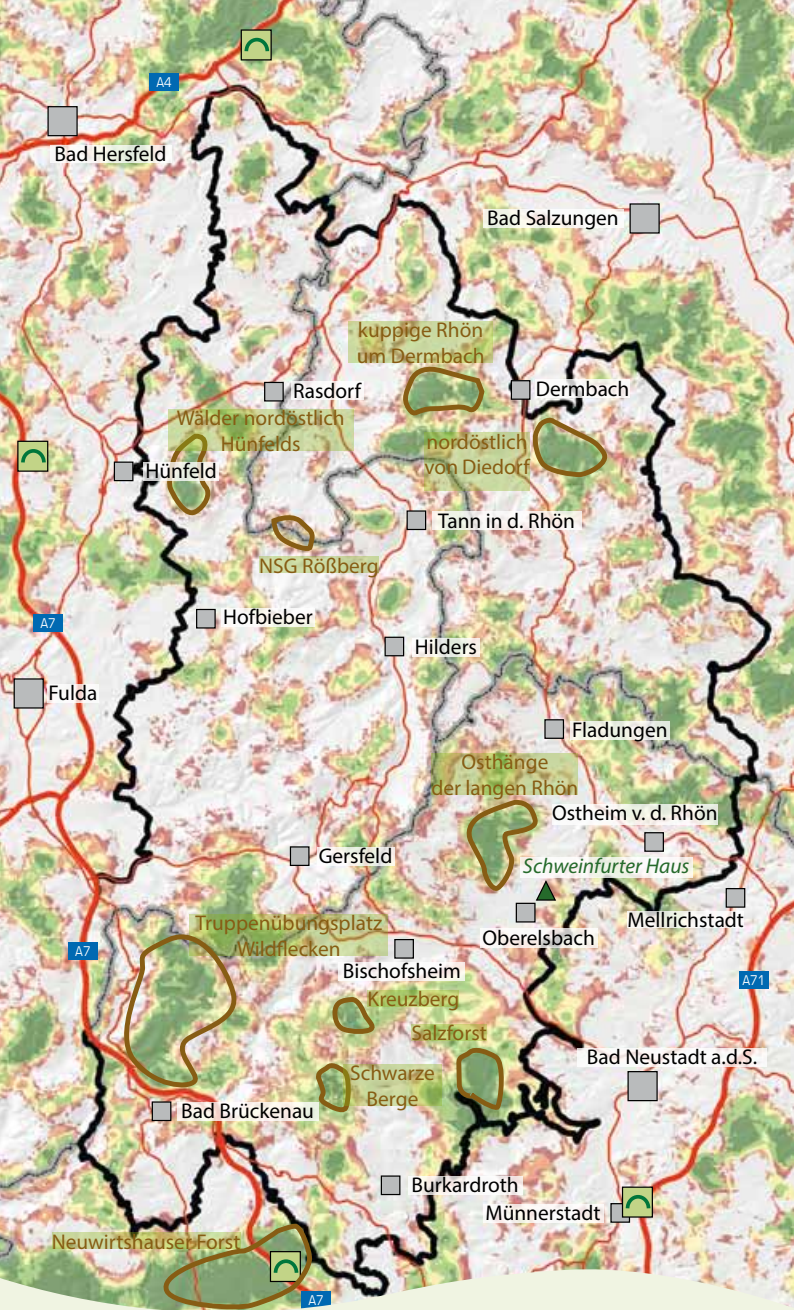 A4
Bad Hersfeld
Bad Salzungen
kuppige Rhön
um Dermbach
Rasdorf
Dermbach
Wälder nordöstlich
Hünfelds
nordöstlich
von Diedorf
Hünfeld
Tann in d. Rhön
NSG Rößberg
Hofbieber
A7
Hilders
Fulda
Fladungen
Osthänge
der langen Rhön
Ostheim v. d. Rhön
Gersfeld
Schweinfurter Haus
Mellrichstadt
Oberelsbach
Truppenübungsplatz
Wildflecken
A7
Bischofsheim
A71
Kreuzberg
Salzforst
Bad Neustadt a.d.S.
Schwarze
Berge
Bad Brückenau
Burkardroth
Münnerstadt
Neuwirtshauser Forst
A7